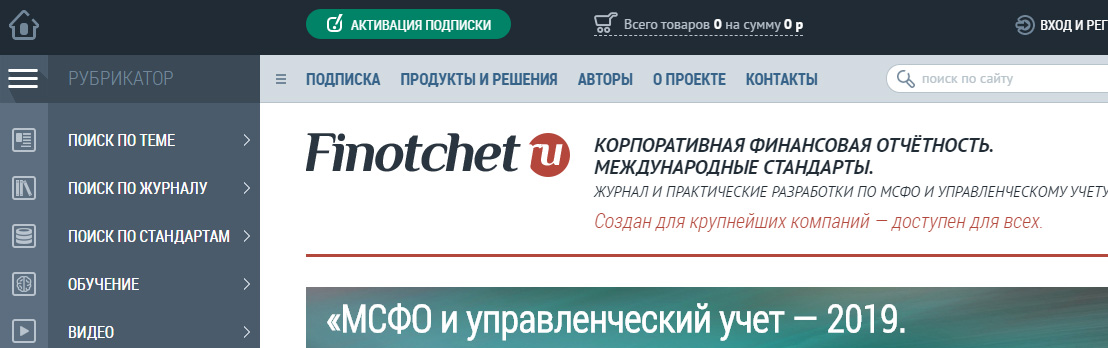 АКТИВАЦИЯ ПОДПИСКИ
Всего товаров 0 на сумму 0 р
ВХОД И РЕГ
РУБРИКАТОР
ПОДПИСКА ПРОДУКТЫ И РЕШЕНИЯ АВТОРЫ О ПРОЕКТЕ КОНТАКТЫ
поиск по сайту
ПОИСК ПО ТЕМЕ
ПОИСК ПО ЖУРНАЛУ
ПОИСК ПО СТАНДАРТАМ
ОБУЧЕНИЕ
ВИДЕО
Finotchet ru
КОРПОРАТИВНАЯ ФИНАНСОВАЯ ОТЧЁТНОСТЬ.
МЕЖДУНАРОДНЫЕ СТАНДАРТЫ.
ЖУРНАЛ И ПРАКТИЧЕСКИЕ РАЗРАБОТКИ ПО МСФО И УПРАВЛЕНЧЕСКОМУ УЧЕТУ
Создан для крупнейших компаний — доступен для всех.
«МСФО и управленческий учет — 2019.